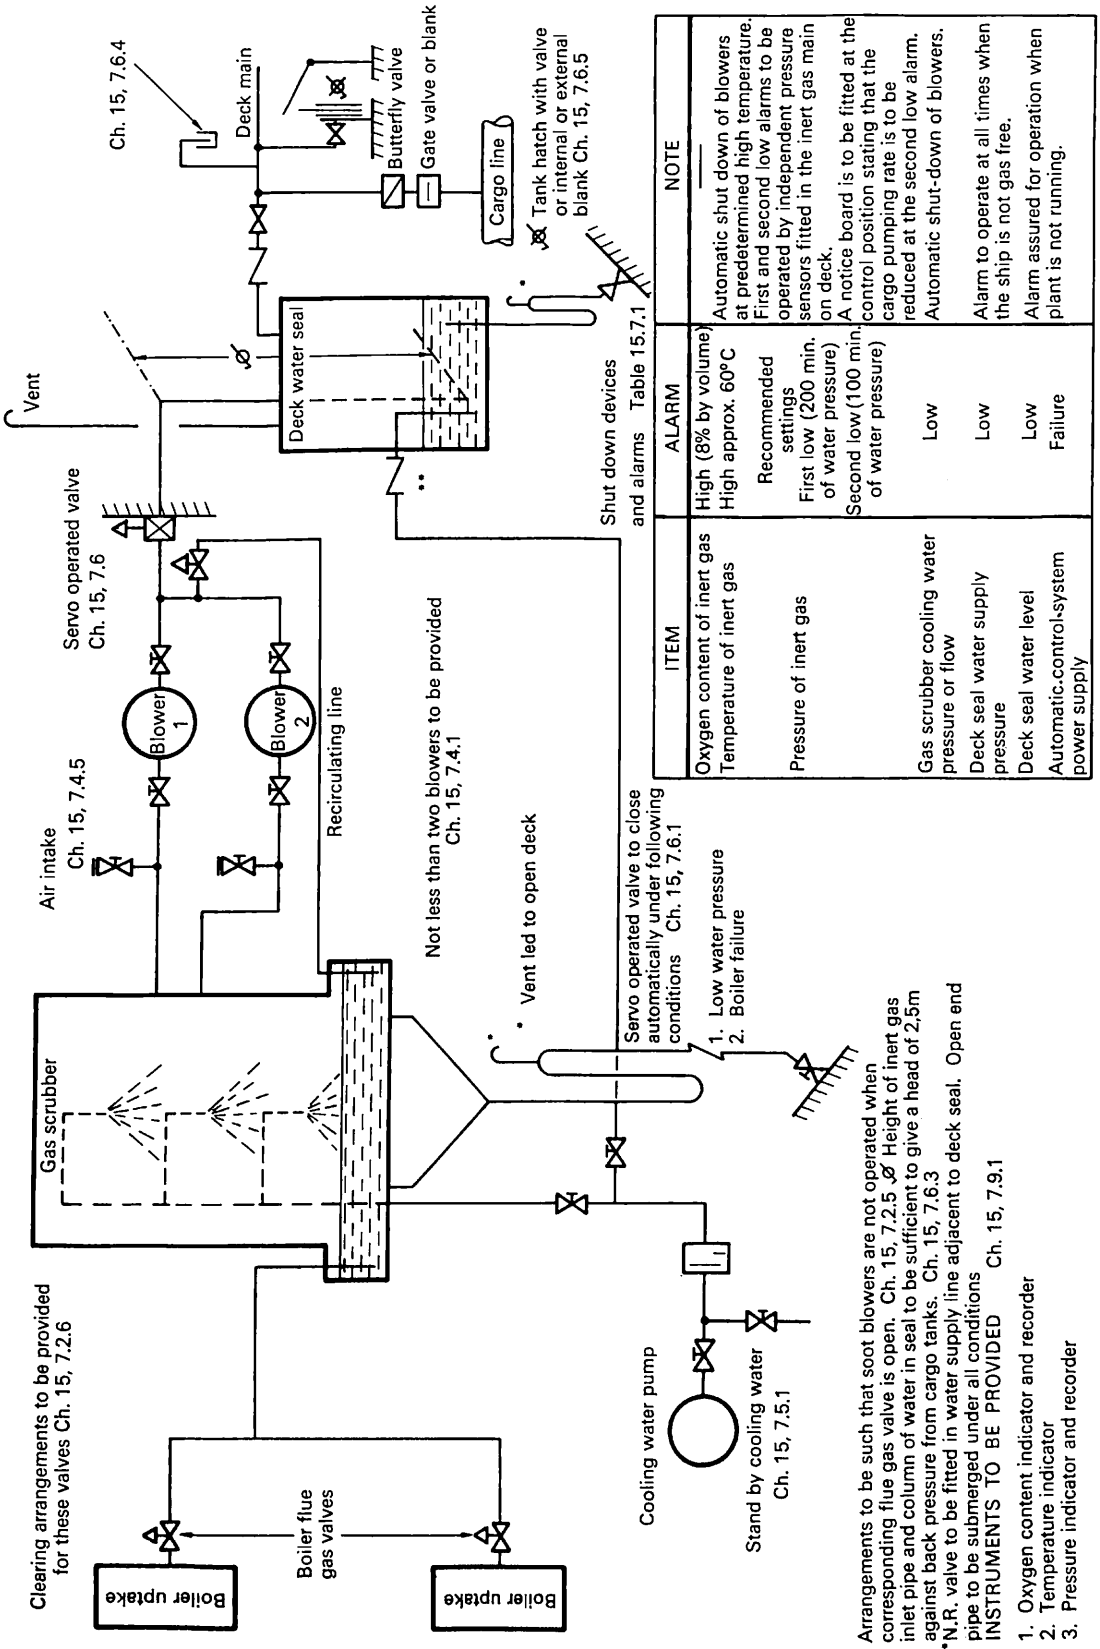 Clearing arrangements to be provided
for these valves Ch. 15, 7.2.6
Boiler uptake
Boiler uptake
Boiler flue
gas valves
Gas scrubber
Air intake
Ch. 15, 7.4.5
Blower
1
Blower
2
Recirculating line
Not less than two blowers to be provided
Ch. 15, 7.4.1
Servo operated valve
Ch. 15, 7.6
Vent
Deck water seal
Ch. 15, 7.6.4
Deck main
Butterfly valve
Gate valve or blank
Cargo line
Tank hatch with valve
or internal or external
blank Ch. 15, 7.6.5
*
**
* Vent led to open deck
*
Servo operated valve to close
automatically under following
conditions Ch. 15, 7.6.1
1. Low water pressure
2. Boiler failure
Cooling water pump
Stand by cooling water
Ch. 15, 7.5.1
Shut down devices
and alarms Table 15.7.1
ITEM ALARM NOTE
Oxygen content of inert gas High (8% by volume) —
Temperature of inert gas High approx. 60°C Automatic shut down of blowers
at predetermined high temperature.
Pressure of inert gas
Recommended
settings
First low (200 min.
of water pressure)
Second low (100 min.
of water pressure)
First and second low alarms to be
operated by independent pressure
sensors fitted in the inert gas main
on deck.
A notice board is to be fitted at the
control position stating that the
cargo pumping rate is to be
reduced at the second low alarm.
Gas scrubber cooling water
pressure or flow
Low
Automatic shut-down of blowers.
Deck seal water supply
pressure
Low
Alarm to operate at all times when
the ship is not gas free.
Deck seal water level
Low
Alarm assured for operation when
plant is not running.
Automatic.control-system
power supply
Failure
Arrangements to be such that soot blowers are not operated when
corresponding flue gas valve is open. Ch. 15, 7.2.5 Ø Height of inert gas
inlet pipe and column of water in seal to be sufficient to give a head of 2,5m
against back pressure from cargo tanks. Ch. 15, 7.6.3
*N.R. valve to be fitted in water supply line adjacent to deck seal. Open end
pipe to be submerged under all conditions
INSTRUMENTS TO BE PROVIDED Ch. 15, 7.9.1
1. Oxygen content indicator and recorder
2. Temperature indicator
3. Pressure indicator and recorder